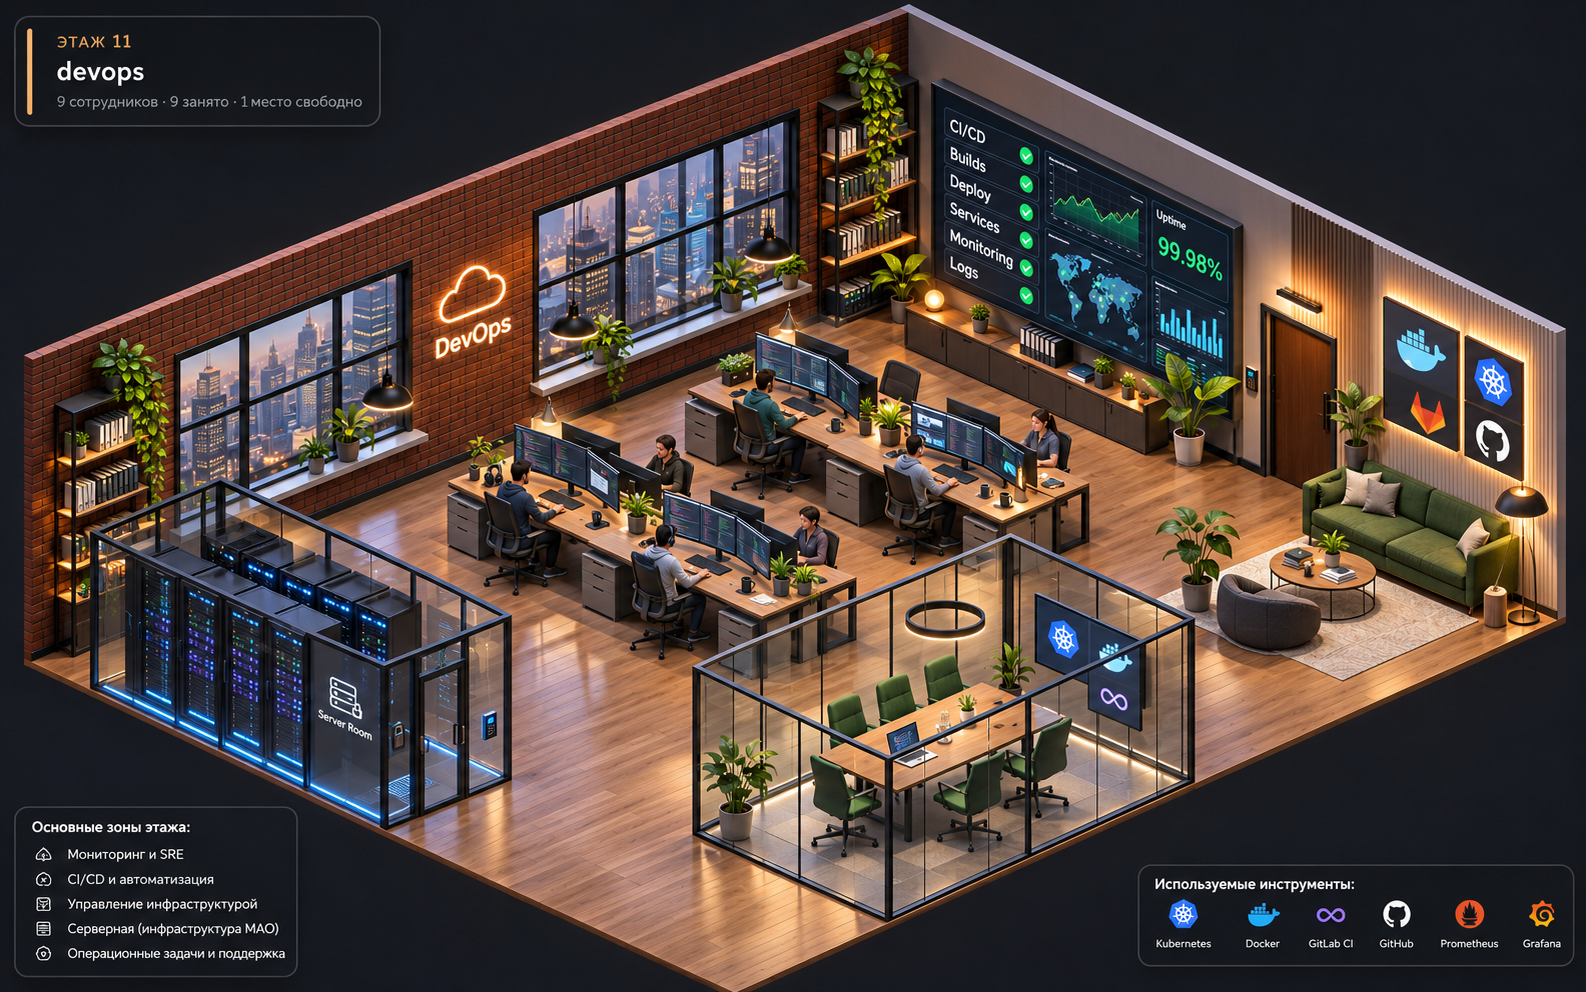 ЭТАЖ 11
devops
9 сотрудников · 9 занято · 1 место свободно
DevOps
CI/CD
Builds
Deploy
Services
Monitoring
Logs
Uptime
99.98%
Server Room
Основные зоны этажа:
Мониторинг и SRE
CI/CD и автоматизация
Управление инфраструктурой
Серверная (инфраструктура МАО)
Операционные задачи и поддержка
Используемые инструменты:
Kubernetes
Docker
GitLab CI
GitHub
Prometheus
Grafana